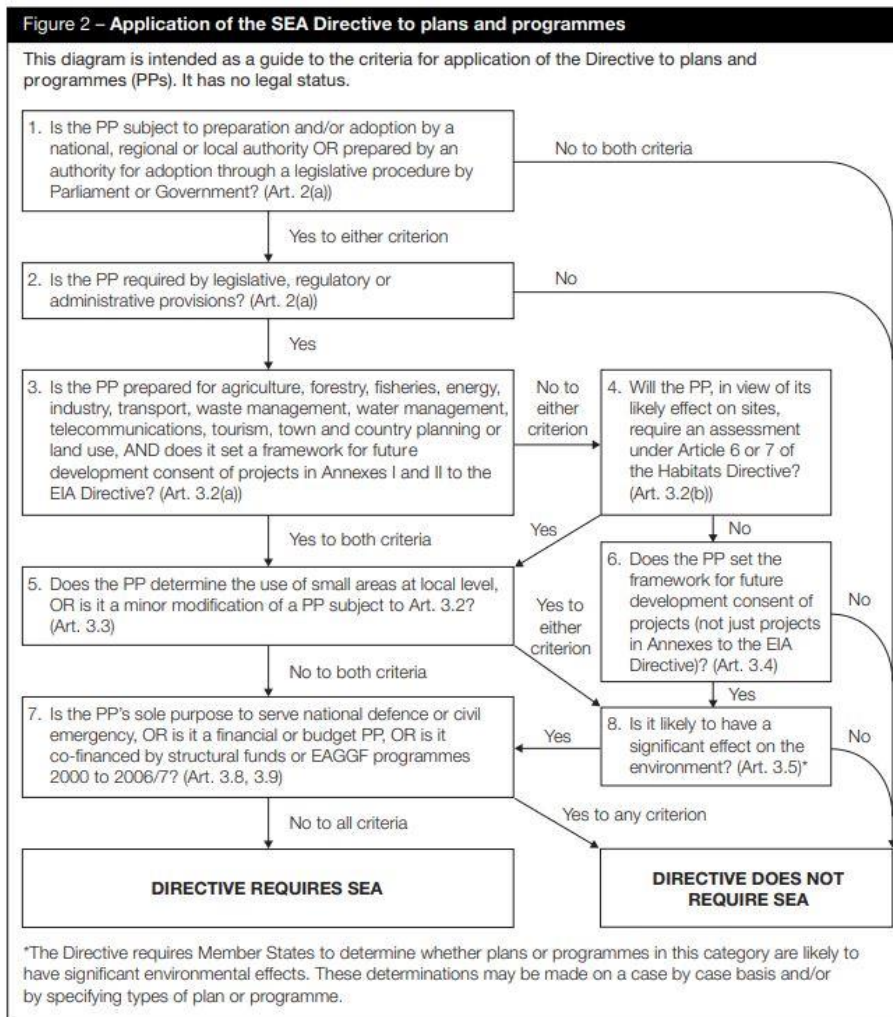 Figure 2 – Application of the SEA Directive to plans and programmes
This diagram is intended as a guide to the criteria for application of the Directive to plans and
programmes (PPs). It has no legal status.
1. Is the PP subject to preparation and/or adoption by a
national, regional or local authority OR prepared by an
authority for adoption through a legislative procedure by
Parliament or Government? (Art. 2(a))
No to both criteria
Yes to either criterion
2. Is the PP required by legislative, regulatory or
administrative provisions? (Art. 2(a))
No
Yes
3. Is the PP prepared for agriculture, forestry, fisheries, energy,
industry, transport, waste management, water management,
telecommunications, tourism, town and country planning or
land use, AND does it set a framework for future
development consent of projects in Annexes I and II to the
EIA Directive? (Art. 3.2(a))
No to
either
criterion
4. Will the PP, in view of its
likely effect on sites,
require an assessment
under Article 6 or 7 of
the Habitats Directive?
(Art. 3.2(b))
Yes to both criteria
Yes
No
5. Does the PP determine the use of small areas at local level,
OR is it a minor modification of a PP subject to Art. 3.2?
(Art. 3.3)
Yes to
either
criterion
6. Does the PP set the
framework for future
development consent of
projects (not just projects
in Annexes to the EIA
Directive)? (Art. 3.4)
No
No to both criteria
Yes
7. Is the PP's sole purpose to serve national defence or civil
emergency, OR is it a financial or budget PP, OR is it
co-financed by structural funds or EAGGF programmes
2000 to 2006/7? (Art. 3.8, 3.9)
Yes
8. Is it likely to have a
significant effect on the
environment? (Art. 3.5)*
No
No to all criteria
Yes to any criterion
DIRECTIVE REQUIRES SEA
DIRECTIVE DOES NOT
REQUIRE SEA
*The Directive requires Member States to determine whether plans or programmes in this category are likely to
have significant environmental effects. These determinations may be made on a case by case basis and/or
by specifying types of plan or programme.